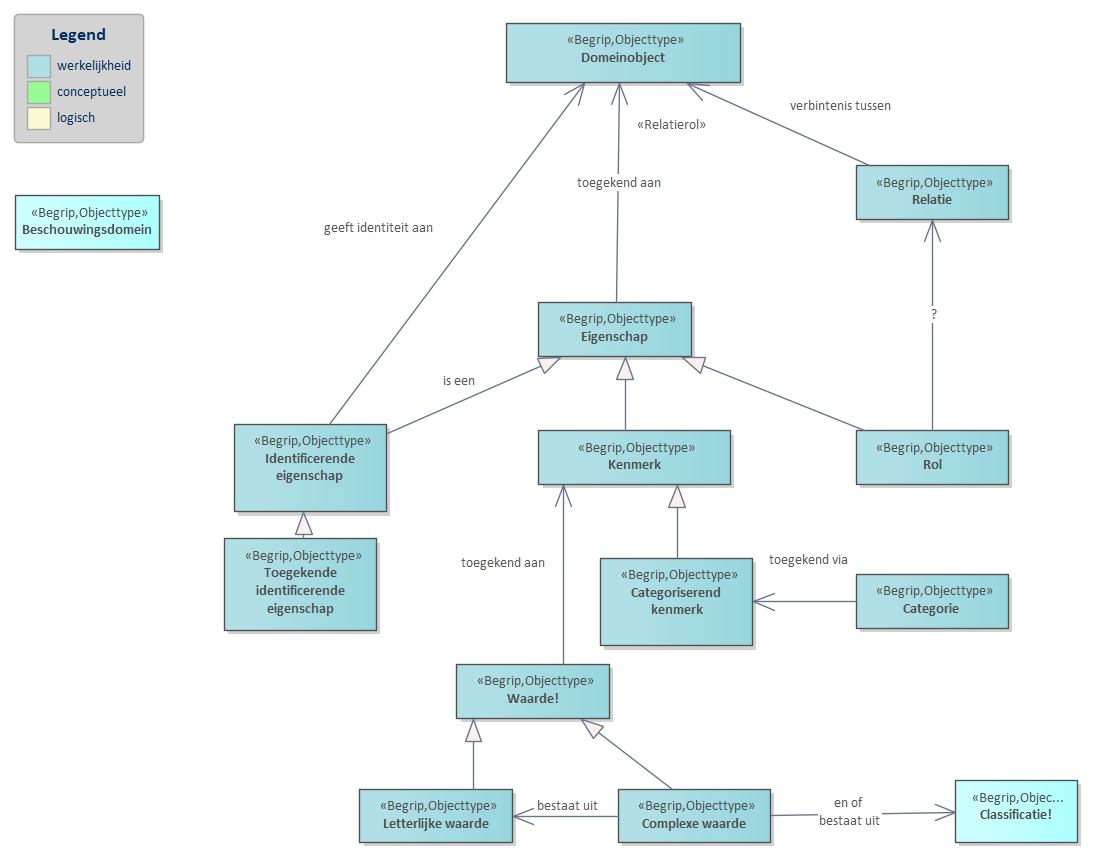 Legend
werkelijkheid
conceptueel
logisch
«Begrip,Objecttype»
Domeinobject
verbintenis tussen
«Relatierol»
toegekend aan
«Begrip,Objecttype»
Relatie
«Begrip,Objecttype»
Beschouwingsdomein
geeft identiteit aan
?
«Begrip,Objecttype»
Eigenschap
is een
«Begrip,Objecttype»
Identificerende
eigenschap
«Begrip,Objecttype»
Kenmerk
«Begrip,Objecttype»
Rol
«Begrip,Objecttype»
Toegekende
identificerende
eigenschap
toegekend aan
«Begrip,Objecttype»
Categoriserend
kenmerk
toegekend via
«Begrip,Objecttype»
Categorie
«Begrip,Objecttype»
Waarde!
«Begrip,Objecttype»
Letterlijke waarde
bestaat uit
«Begrip,Objecttype»
Complexe waarde
en of
bestaat uit
«Begrip,Objec...
Classificatie!